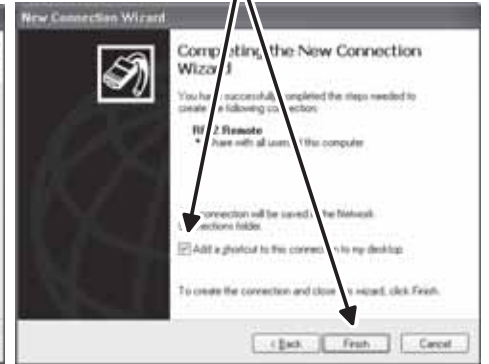 New Connection Wizard
Completing the New Connection
Wizard
You have successfully completed the steps needed to
create the following connection:
Remote
Share with all users of this computer
connection will be saved in the Network
Connections folder.
Add a shortcut to this connection to my desktop
To create the connection and close this wizard, click Finish.
< Back
Finish
Cancel